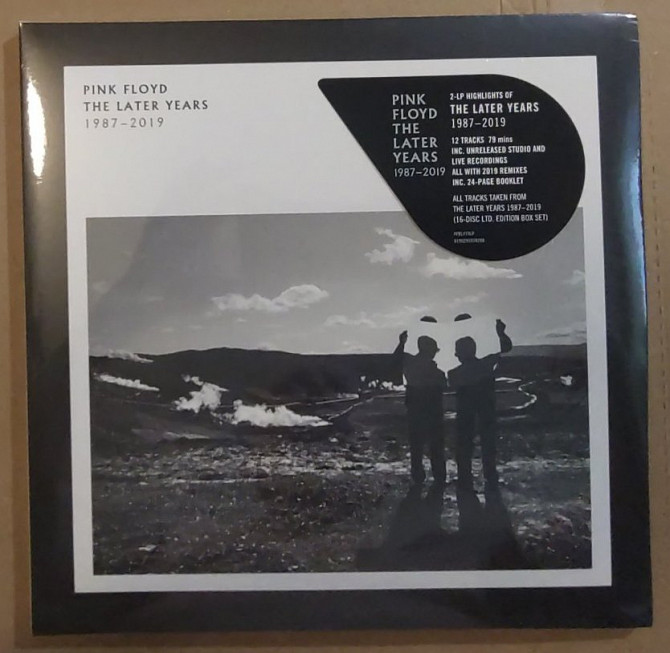 PINK FLOYD
THE LATER YEARS
1987–2019
PINK
FLOYD
THE
LATER
YEARS
1987–2019
2-LP HIGHLIGHTS OF
THE LATER YEARS
1987–2019
12 TRACKS 79 mins
INC. UNRELEASED STUDIO AND
LIVE RECORDINGS
ALL WITH 2019 REMIXES
INC. 24-PAGE BOOKLET
ALL TRACKS TAKEN FROM
THE LATER YEARS 1987–2019
(16-DISC LTD. EDITION BOX SET)